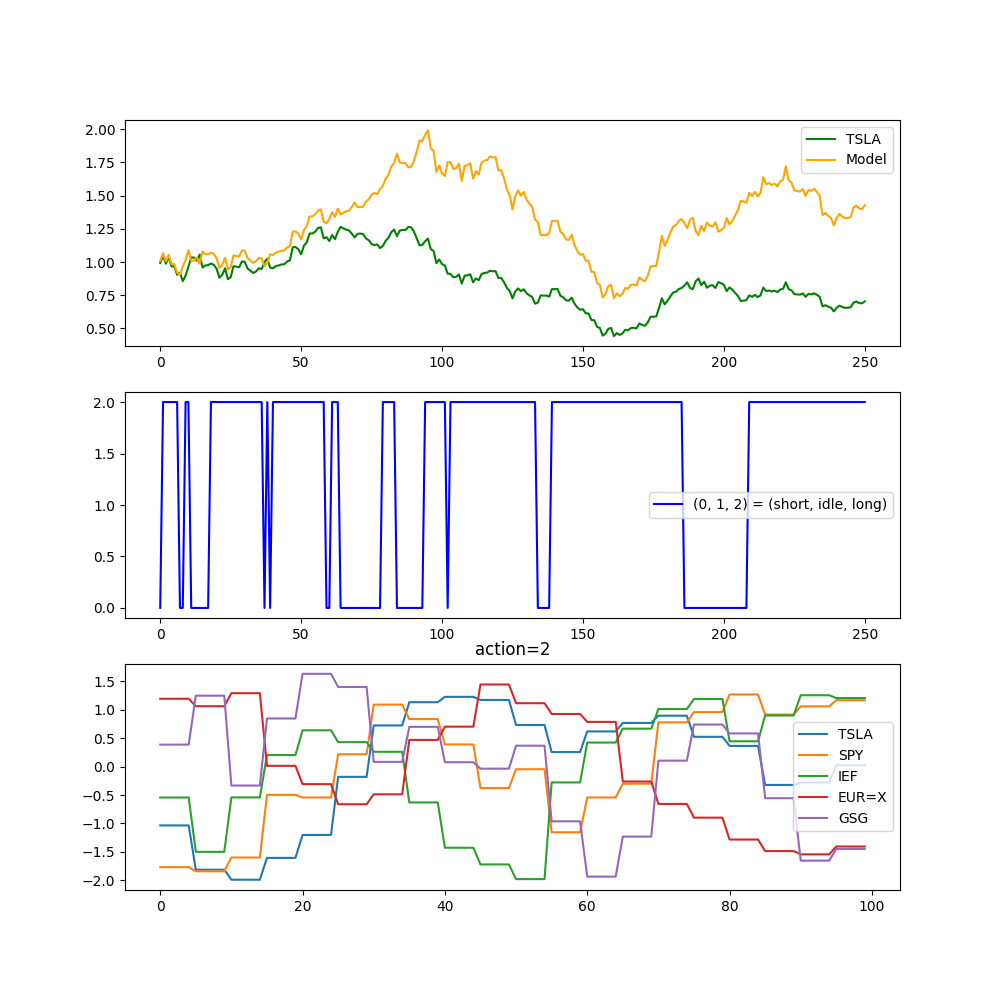 2.00
1.75
1.50
1.25
1.00
0.75
0.50
TSLA
Model
0 50 100 150 200 250
2.0
1.5
1.0
0.5
0.0
(0, 1, 2) = (short, idle, long)
0 50 100 150 200 250
action=2
1.5
1.0
0.5
0.0
−0.5
−1.0
−1.5
−2.0
TSLA
SPY
IEF
EUR=X
GSG
0 20 40 60 80 100